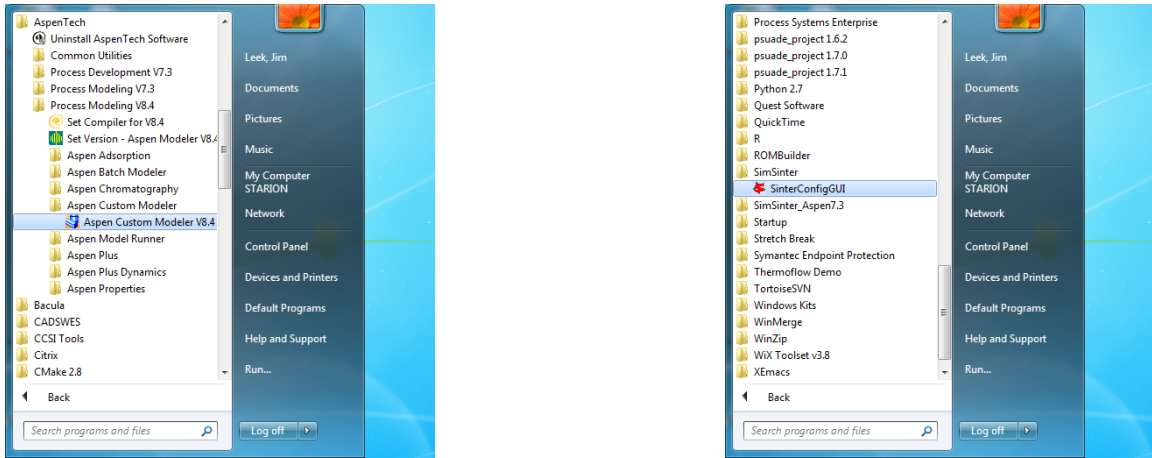 AspenTech
Uninstall AspenTech Software
Common Utilities
Process Development V7.3
Process Modeling V7.3
Process Modeling V8.4
Set Compiler for V8.4
Set Version - Aspen Modeler V8.4
Aspen Adsorption
Aspen Batch Modeler
Aspen Chromatography
Aspen Custom Modeler
Aspen Custom Modeler V8.4
Aspen Model Runner
Aspen Plus
Aspen Plus Dynamics
Aspen Properties
Bacula
CADSWES
CCSI Tools
Citrix
CMake 2.8
Back
Search programs and files
Leek, Jim
Documents
Pictures
Music
My Computer
STARION
Network
Control Panel
Devices and Printers
Default Programs
Help and Support
Run...
Log off
Process Systems Enterprise
psuade_project 1.6.2
psuade_project 1.7.0
psuade_project 1.7.1
Python 2.7
Quest Software
QuickTime
R
ROMBuilder
SimSinter
SinterConfigGUI
SimSinter_Aspen7.3
Startup
Stretch Break
Symantec Endpoint Protection
Thermoflow Demo
TortoiseSVN
Windows Kits
WinMerge
WinZip
WiX Toolset v3.8
XEmacs
Back
Search programs and files
Leek, Jim
Documents
Pictures
Music
My Computer
STARION
Network
Control Panel
Devices and Printers
Default Programs
Help and Support
Run...
Log off